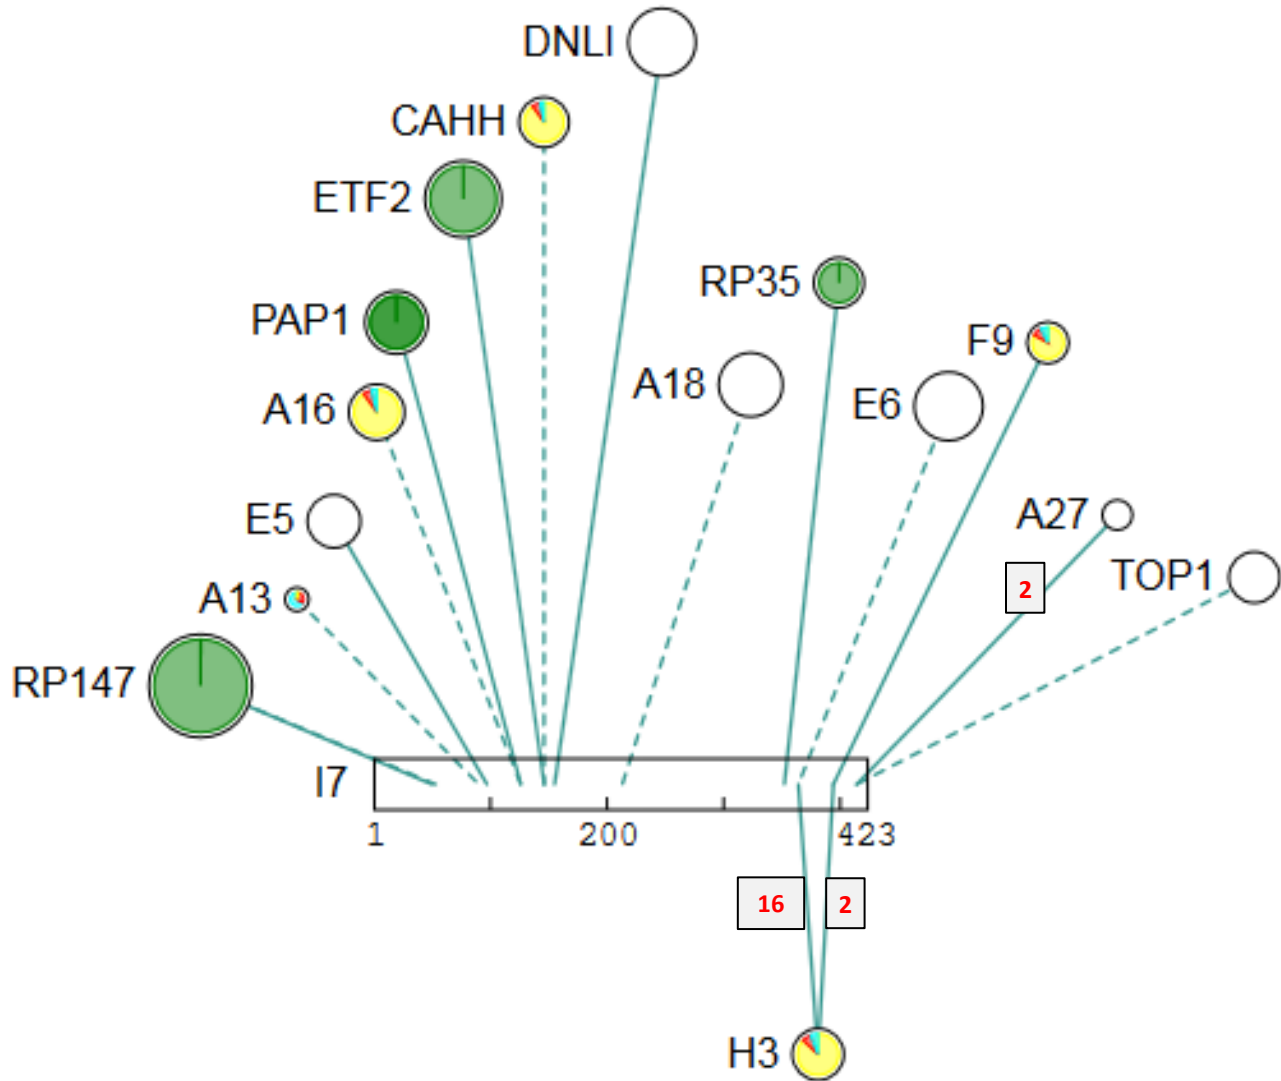 DNLI
CAHH
ETF2
RP35
PAP1
F9
A18
E6
A16
E5
A27
TOP1
2
A13
RP147
I7
1
200
423
16
2
H3